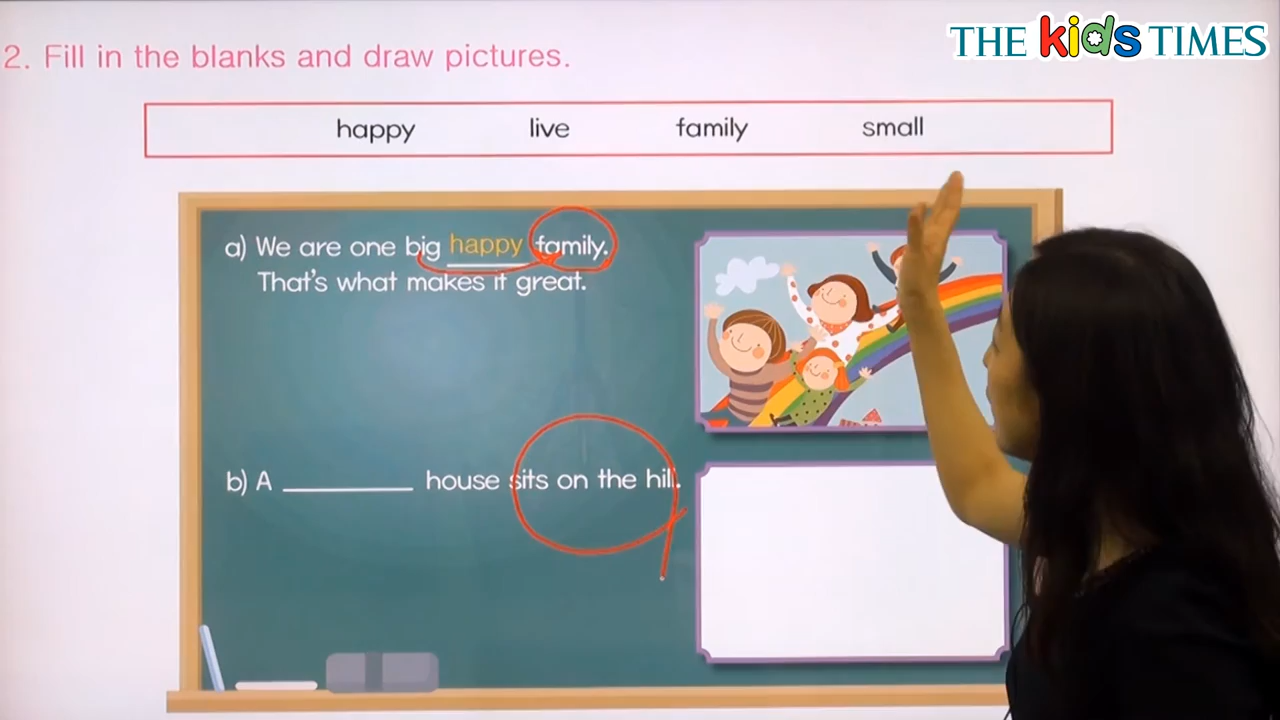 THE kids TIMES
2. Fill in the blanks and draw pictures.
happy live family small
a) We are one big happy family.
That's what makes it great.
b) A __________ house sits on the hill.